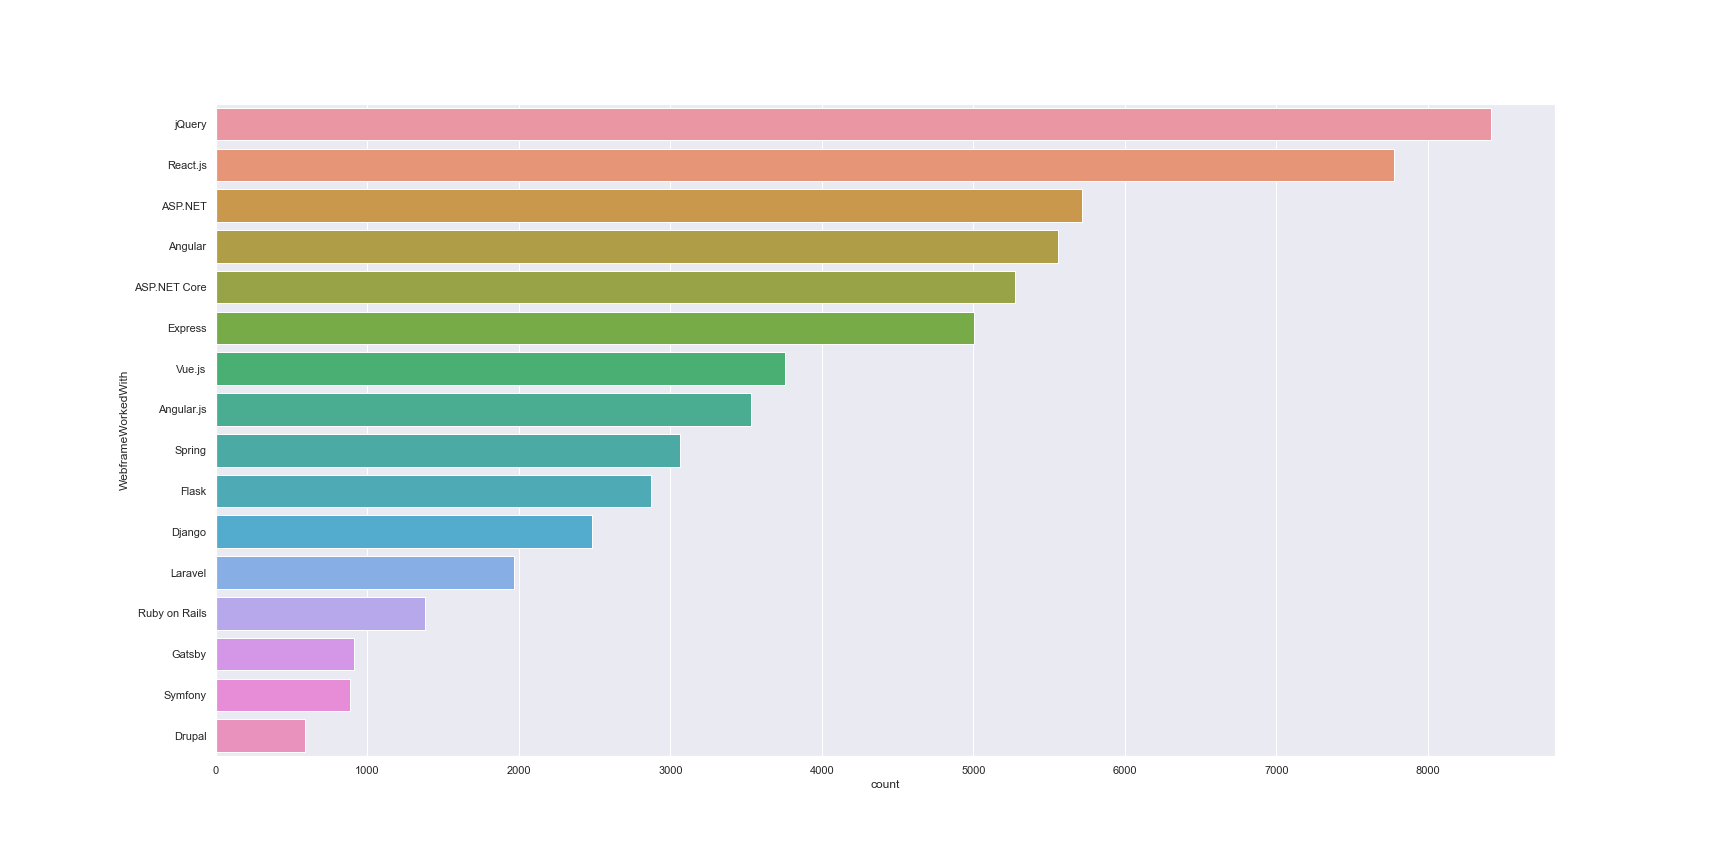 jQuery
React.js
ASP.NET
Angular
ASP.NET Core
Express
Vue.js
Angular.js
Spring
Flask
Django
Laravel
Ruby on Rails
Gatsby
Symfony
Drupal
WebframeWorkedWith
0 1000 2000 3000 4000 5000 6000 7000 8000
count